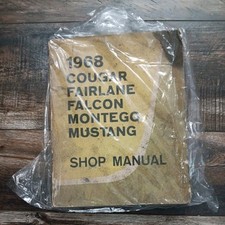 1968
COUGAR
FAIRLANE
FALCON
MONTEGO
MUSTANG
SHOP MANUAL